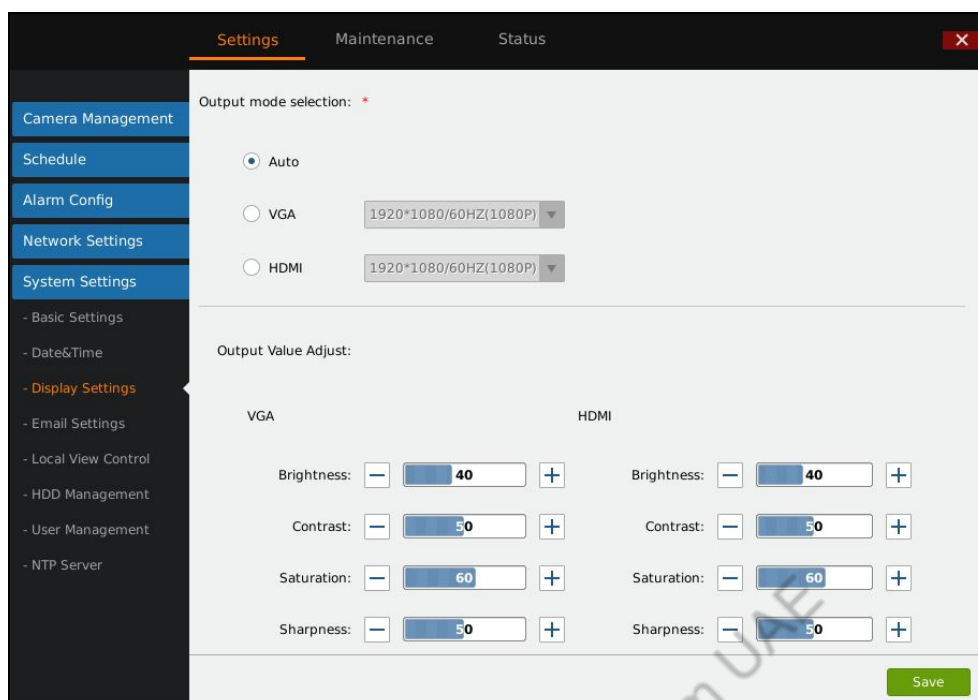 Settings Maintenance Status
Camera Management
Schedule
Alarm Config
Network Settings
System Settings
- Basic Settings
- Date&Time
- Display Settings
- Email Settings
- Local View Control
- HDD Management
- User Management
- NTP Server
Output mode selection: *
Auto
VGA 1920*1080/60HZ(1080P)
HDMI 1920*1080/60HZ(1080P)
Output Value Adjust:
VGA HDMI
Brightness: 40 Brightness: 40
Contrast: 50 Contrast: 50
Saturation: 60 Saturation: 60
Sharpness: 50 Sharpness: 50
Save
UAE